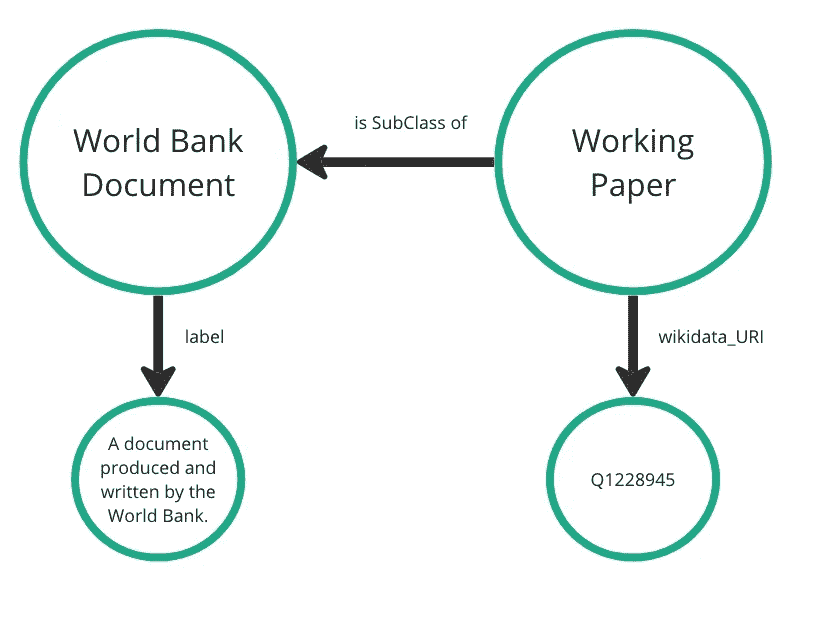 World Bank
Document
is SubClass of
Working
Paper
label
wikidata_URI
A document
produced and
written by the
World Bank.
Q1228945